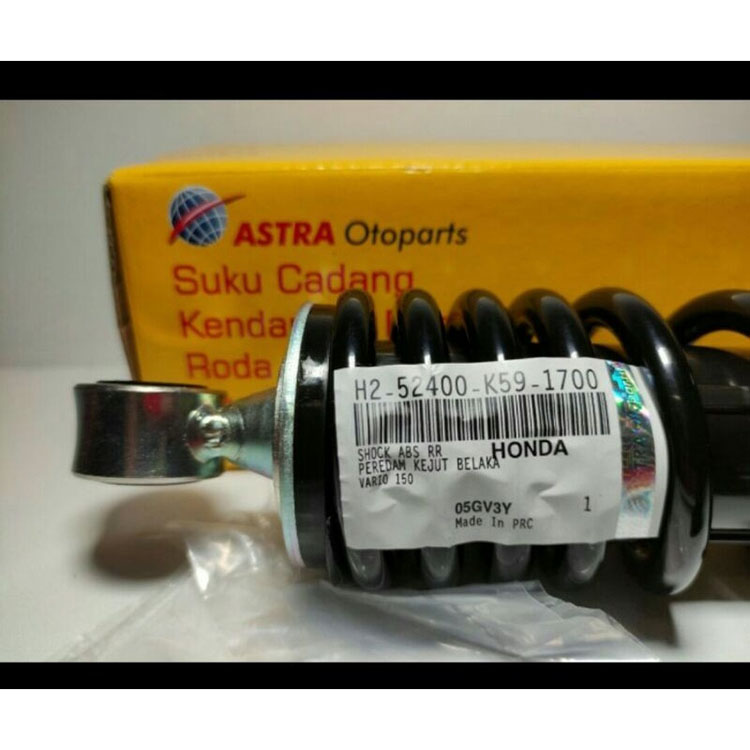 ASTRA Otoparts
Suku Cadang
Roda
H2-52400-K59-1700
SHOCK ABS RR HONDA
PEREDAM KEJUT BELAKA
VARIO 150
05GV3Y 1
Made In PRC